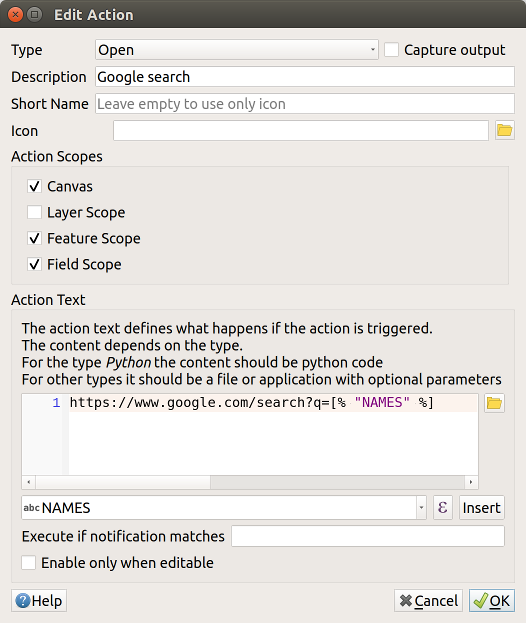 Edit Action
Type Open Capture output
Description Google search
Short Name Leave empty to use only icon
Icon
Action Scopes
Canvas
Layer Scope
Feature Scope
Field Scope
Action Text
The action text defines what happens if the action is triggered.
The content depends on the type.
For the type Python the content should be python code
For other types it should be a file or application with optional parameters
1 https://www.google.com/search?q=[% "NAMES" %]
abc NAMES ε Insert
Execute if notification matches
Enable only when editable
Help Cancel OK